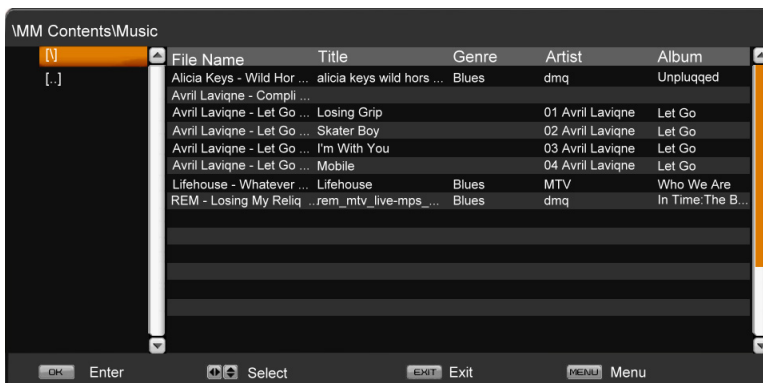 \MM Contents\Music
[\]
[..]
File Name Title Genre Artist Album
Alicia Keys - Wild Hor ... alicia keys wild hors ... Blues dmq Unpluqqed
Avril Laviqne - Compli ...
Avril Laviqne - Let Go ... Losing Grip 01 Avril Laviqne Let Go
Avril Laviqne - Let Go ... Skater Boy 02 Avril Laviqne Let Go
Avril Laviqne - Let Go ... I'm With You 03 Avril Laviqne Let Go
Avril Laviqne - Let Go ... Mobile 04 Avril Laviqne Let Go
Lifehouse - Whatever ... Lifehouse Blues MTV Who We Are
REM - Losing My Reliq ...rem_mtv_live-mps_... Blues dmq In Time:The B...
OK Enter Select EXIT Exit MENU Menu